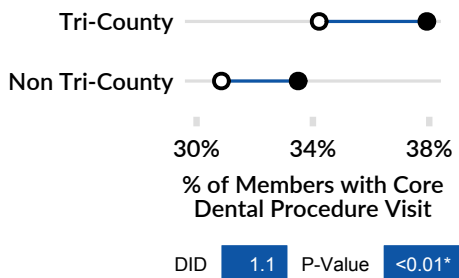 Tri-County
Non Tri-County
30% 34% 38%
% of Members with Core
Dental Procedure Visit
DID 1.1 P-Value <0.01*